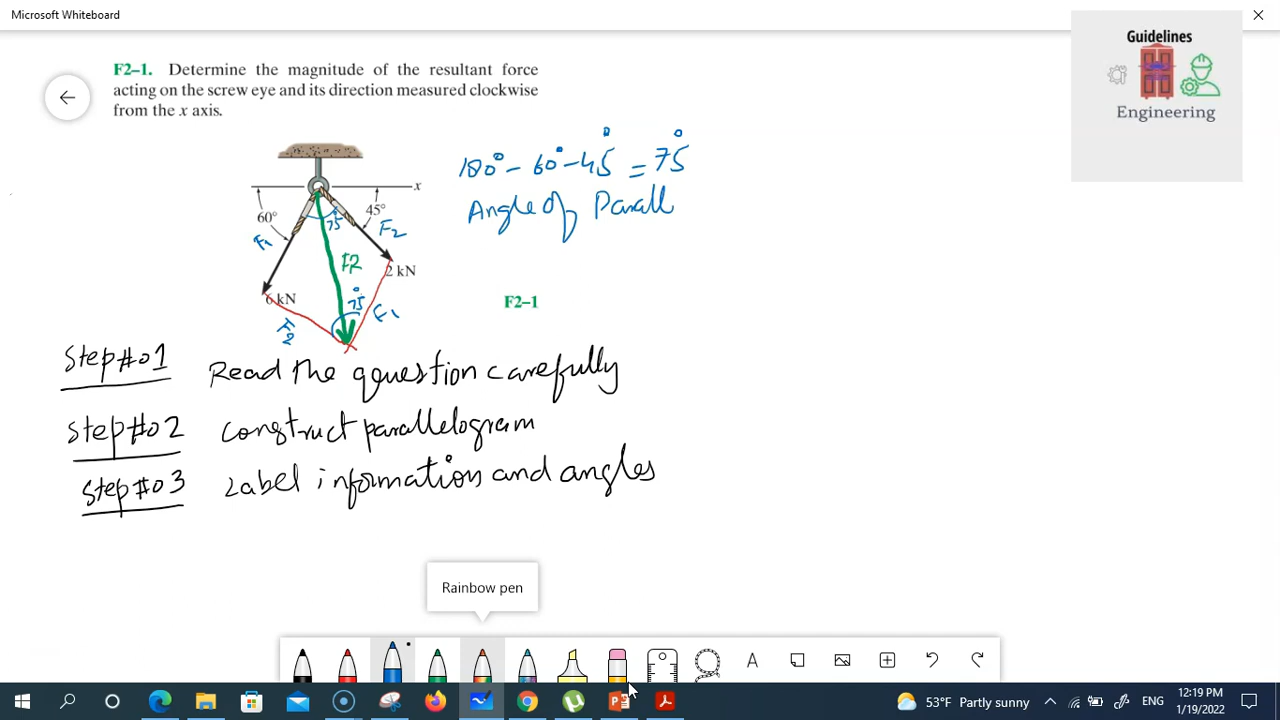 Microsoft Whiteboard
Guidelines
Engineering
F2–1. Determine the magnitude of the resultant force
acting on the screw eye and its direction measured clockwise
from the x axis.
180° - 60° - 45° = 75°
Angle of Parall
x
60°
45°
75°
F1
F2
FR
2 kN
6 kN
75°
F1
F2
F2–1
Step#01 Read the qquestion carefully
Step#02 construct parallelogram
Step#03 Label information and angles
Rainbow pen
A
53°F Partly sunny
ENG
12:19 PM
1/19/2022